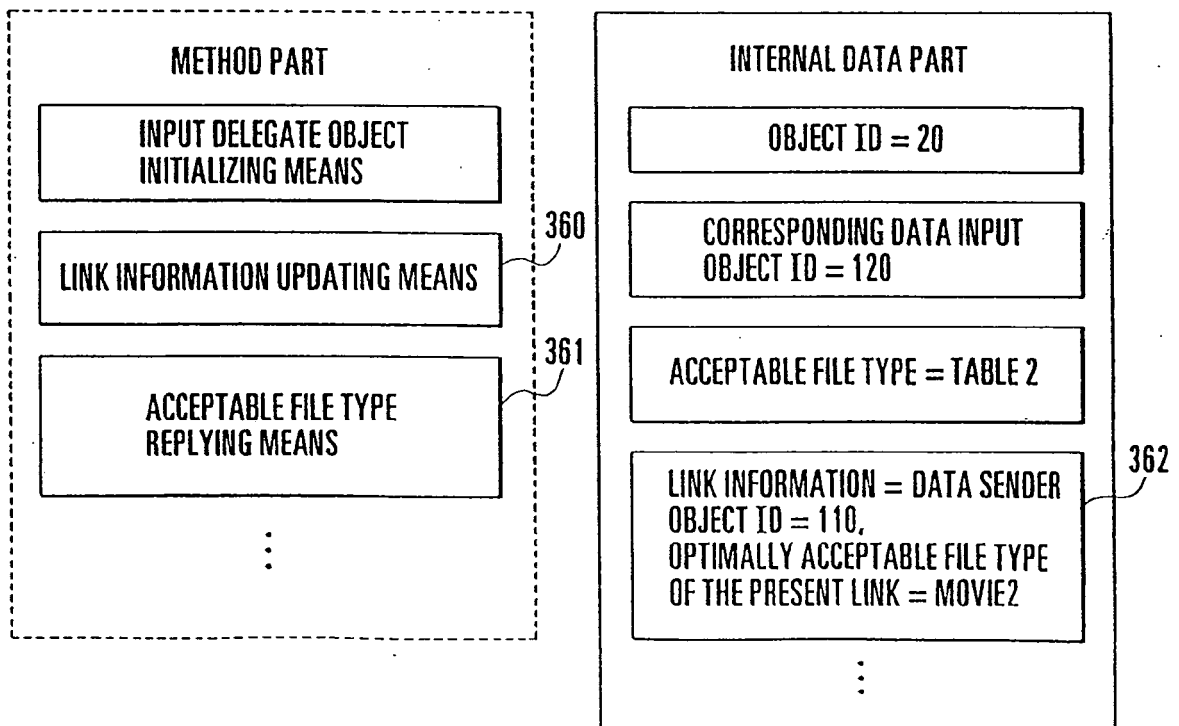 METHOD PART
INPUT DELEGATE OBJECT
INITIALIZING MEANS
360
LINK INFORMATION UPDATING MEANS
361
ACCEPTABLE FILE TYPE
REPLYING MEANS
INTERNAL DATA PART
OBJECT ID = 20
CORRESPONDING DATA INPUT
OBJECT ID = 120
ACCEPTABLE FILE TYPE = TABLE 2
362
LINK INFORMATION = DATA SENDER
OBJECT ID = 110,
OPTIMALLY ACCEPTABLE FILE TYPE
OF THE PRESENT LINK = MOVIE2